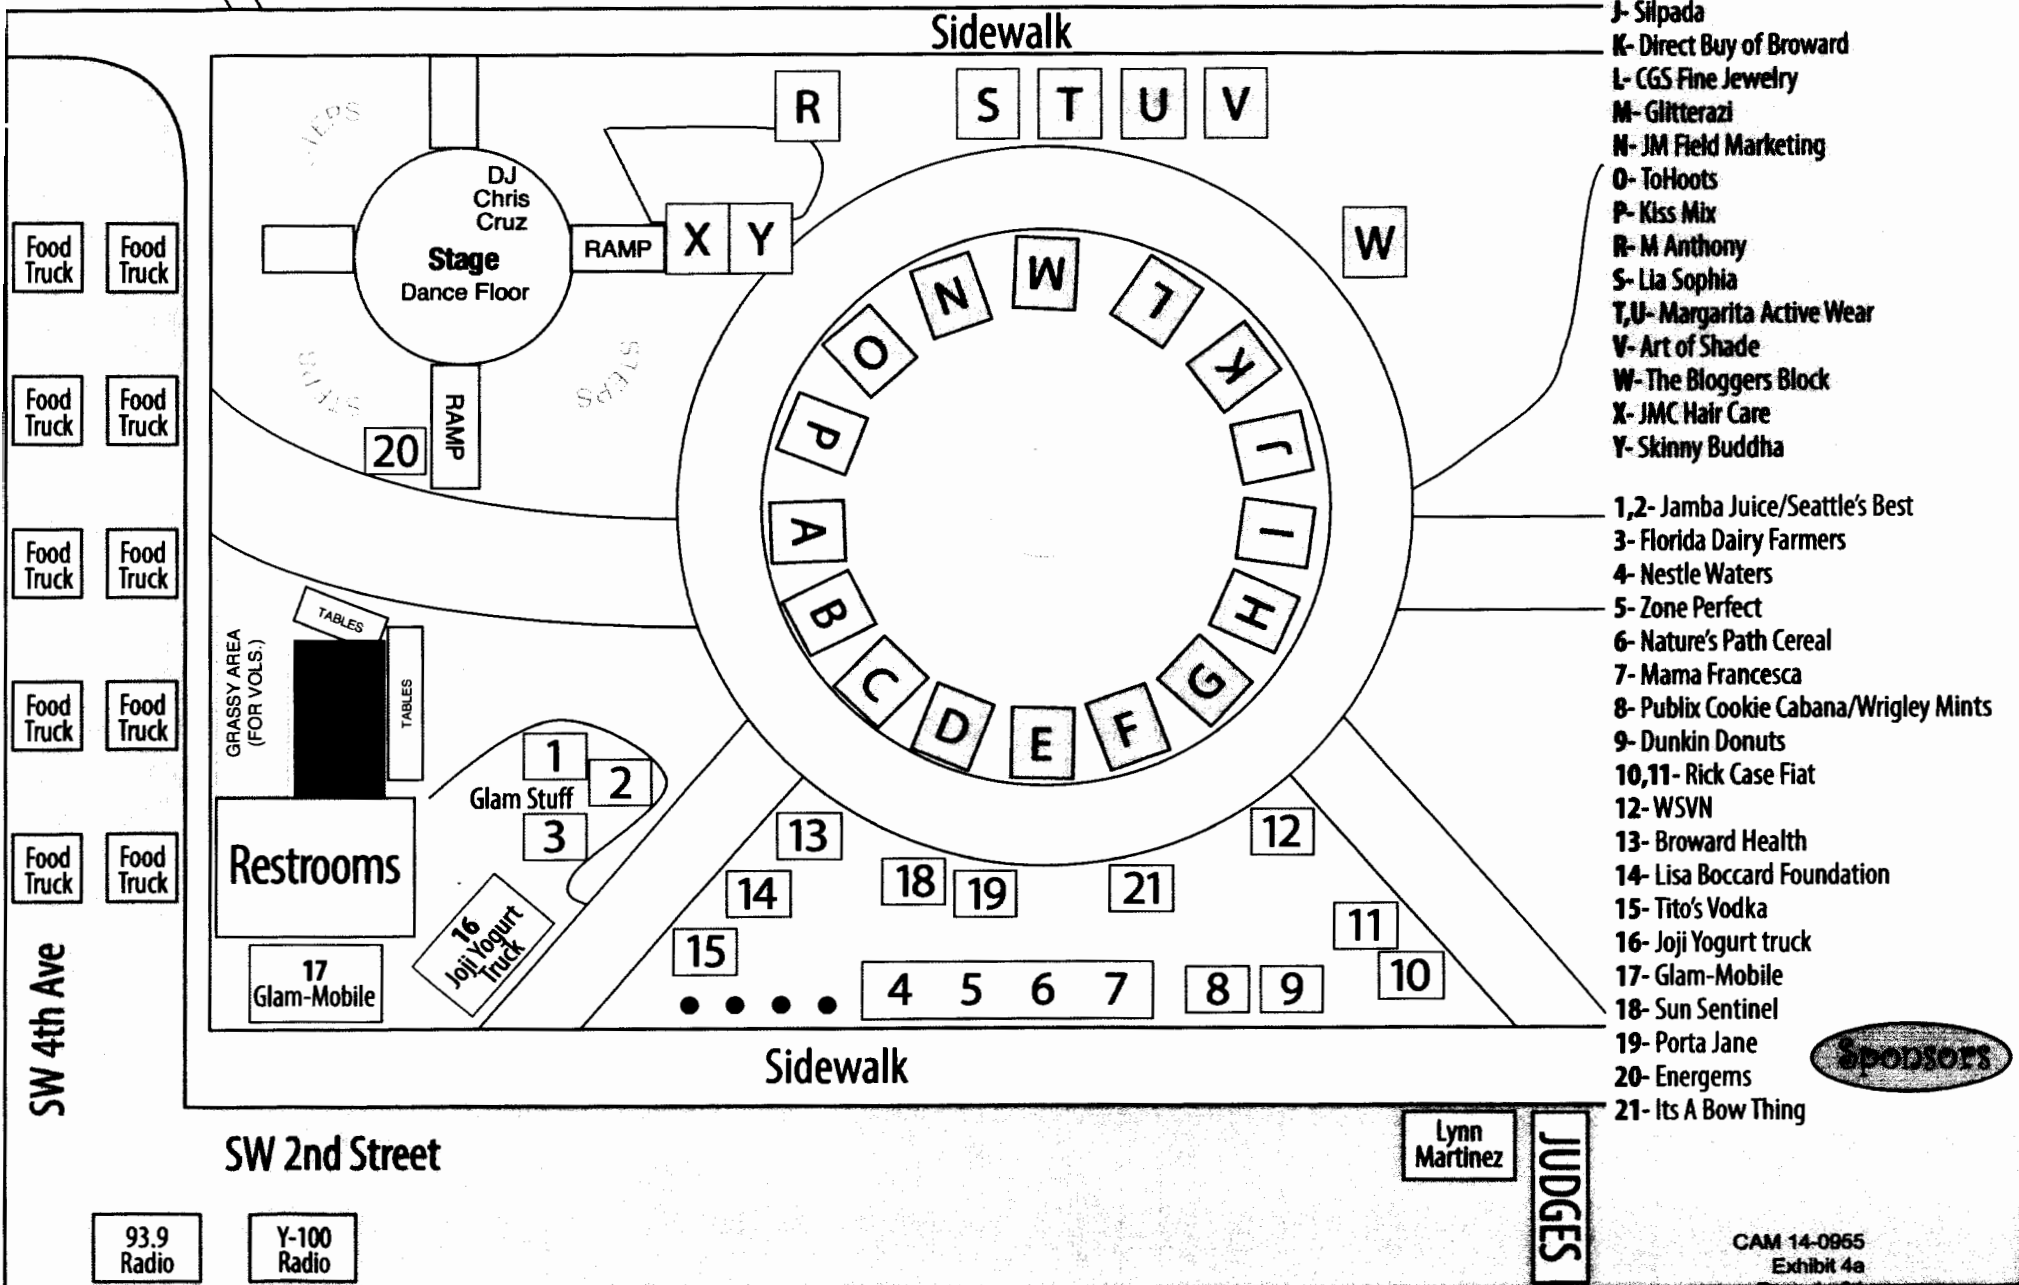 Sidewalk
J- Silpada
K- Direct Buy of Broward
L- CGS Fine Jewelry
M- Glitterazi
N- JM Field Marketing
O- ToHoots
P- Kiss Mix
R- M Anthony
S- Lia Sophia
T,U- Margarita Active Wear
V- Art of Shade
W- The Bloggers Block
X- JMC Hair Care
Y- Skinny Buddha
1,2- Jamba Juice/Seattle's Best
3- Florida Dairy Farmers
4- Nestle Waters
5- Zone Perfect
6- Nature's Path Cereal
7- Mama Francesca
8- Publix Cookie Cabana/Wrigley Mints
9- Dunkin Donuts
10,11- Rick Case Fiat
12- WSVN
13- Broward Health
14- Lisa Boccard Foundation
15- Tito's Vodka
16- Joji Yogurt truck
17- Glam-Mobile
18- Sun Sentinel
19- Porta Jane
20- Energems
21- Its A Bow Thing
Sponsors
R
S
T
U
V
W
X
Y
STEPS
DJ
Chris
Cruz
Stage
Dance Floor
RAMP
RAMP
STEPS
STEPS
20
Food
Truck
Food
Truck
Food
Truck
Food
Truck
Food
Truck
Food
Truck
Food
Truck
Food
Truck
Food
Truck
Food
Truck
M
L
K
J
I
H
G
F
E
D
C
B
A
P
O
N
TABLES
TABLES
GRASSY AREA
(FOR VOLS.)
1
2
Glam Stuff
3
Restrooms
16
Joji Yogurt
Truck
17
Glam-Mobile
13
14
15
18
19
21
12
11
10
4 5 6 7
8
9
Sidewalk
SW 4th Ave
SW 2nd Street
93.9
Radio
Y-100
Radio
Lynn
Martinez
JUDGES
CAM 14-0955
Exhibit 4a